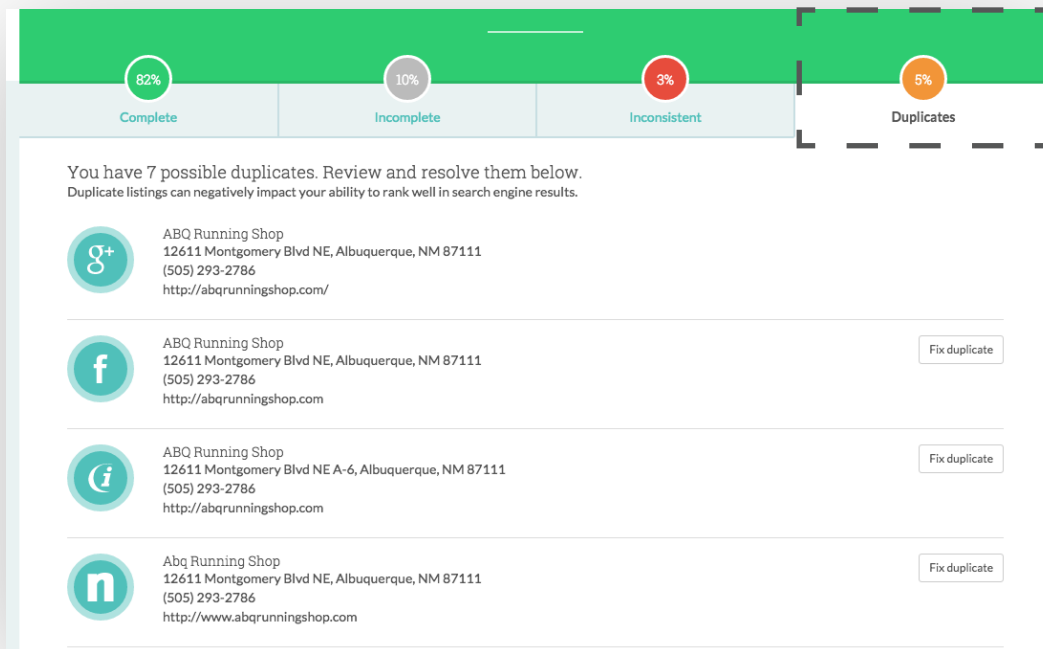 82%
10%
3%
5%
Complete
Incomplete
Inconsistent
Duplicates
You have 7 possible duplicates. Review and resolve them below.
Duplicate listings can negatively impact your ability to rank well in search engine results.
g+
ABQ Running Shop
12611 Montgomery Blvd NE, Albuquerque, NM 87111
(505) 293-2786
http://abqrunningshop.com/
f
ABQ Running Shop
12611 Montgomery Blvd NE, Albuquerque, NM 87111
(505) 293-2786
http://abqrunningshop.com
Fix duplicate
i
ABQ Running Shop
12611 Montgomery Blvd NE A-6, Albuquerque, NM 87111
(505) 293-2786
http://abqrunningshop.com
Fix duplicate
n
Abq Running Shop
12611 Montgomery Blvd NE, Albuquerque, NM 87111
(505) 293-2786
http://www.abqrunningshop.com
Fix duplicate